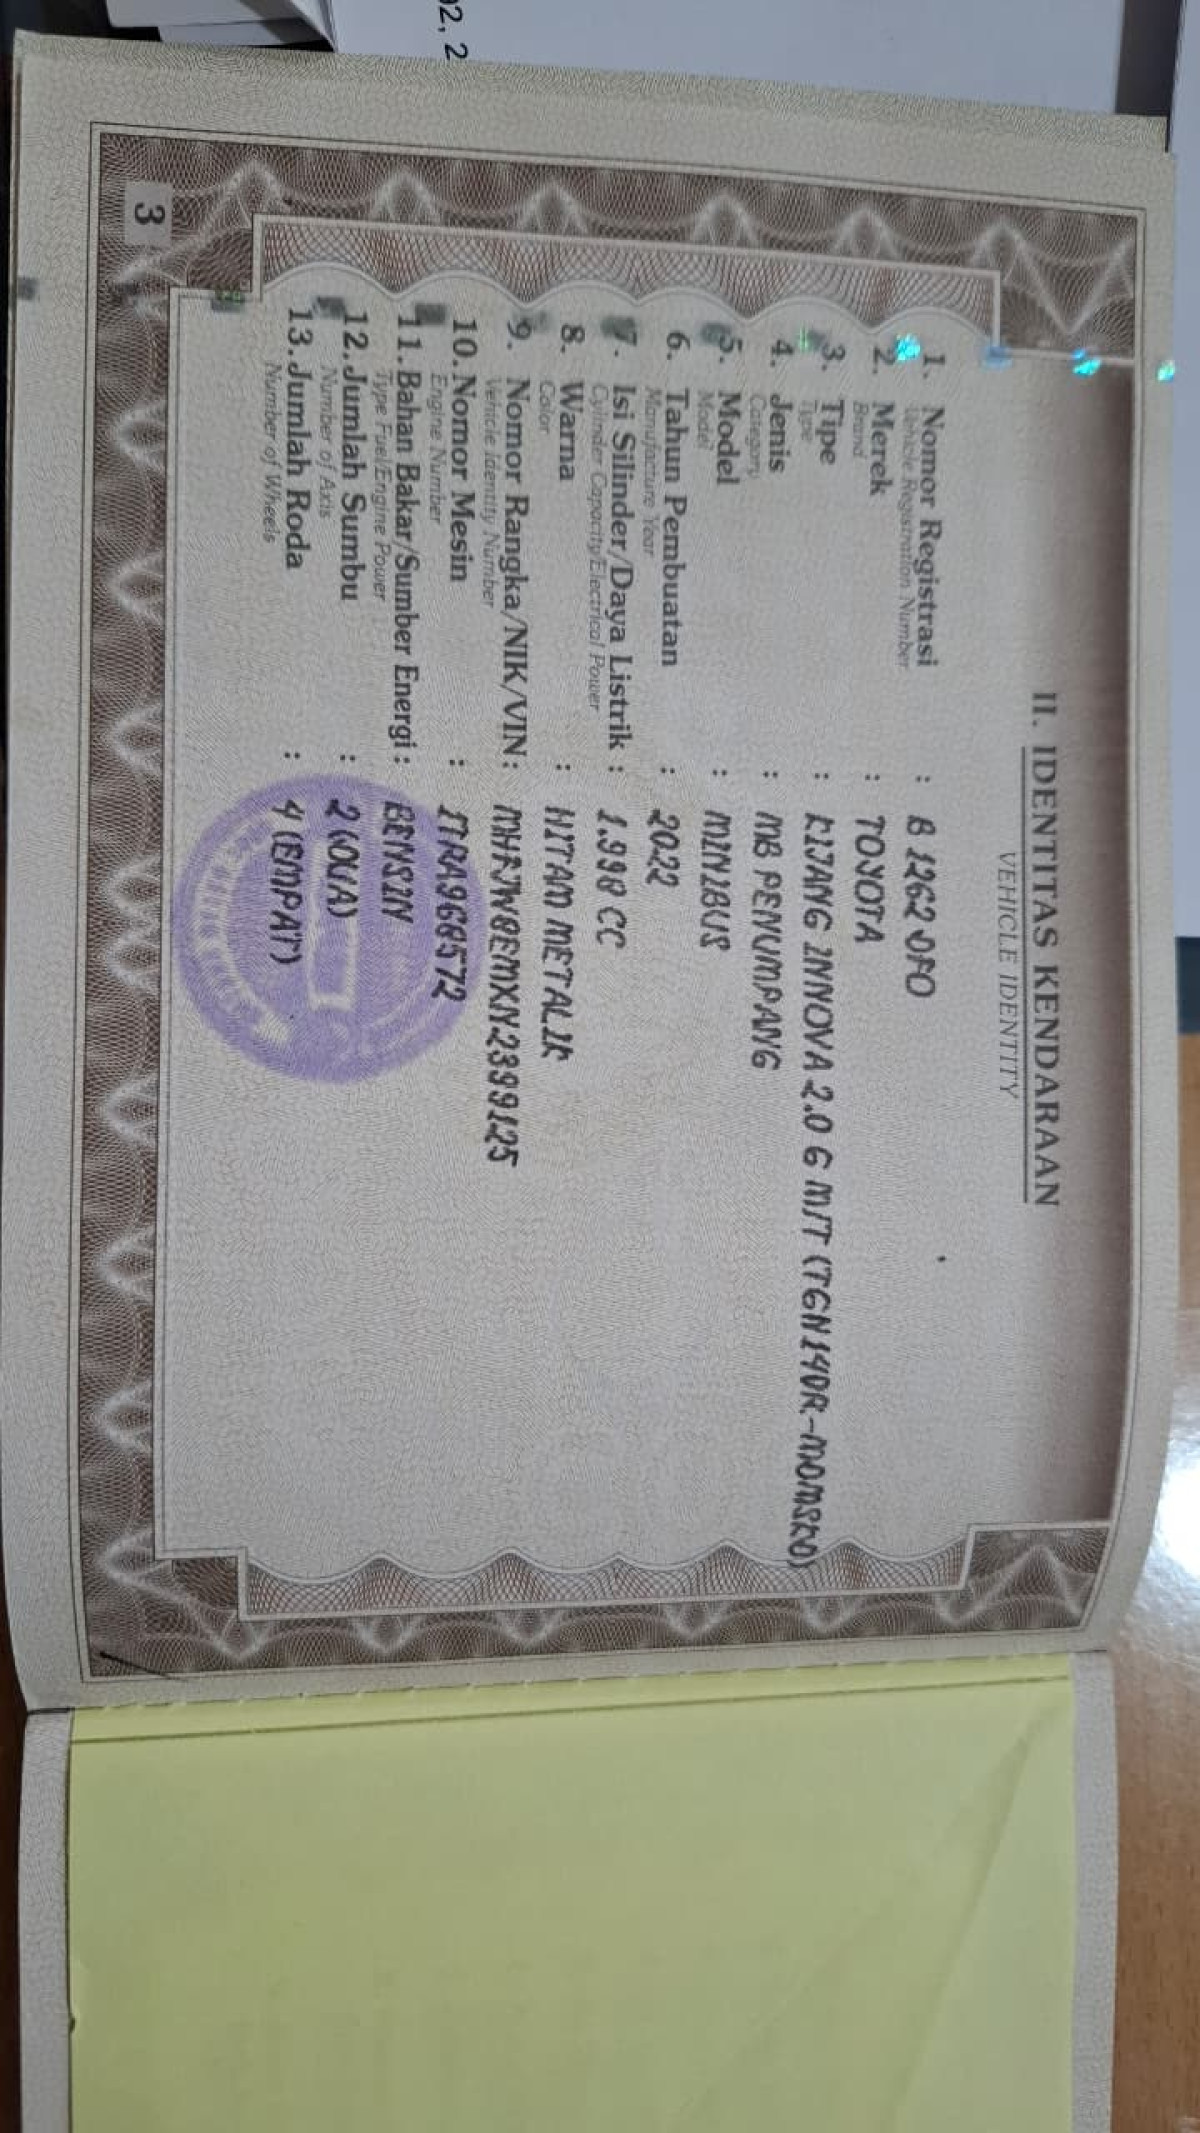 02, 2
II. IDENTITAS KENDARAAN
VEHICLE IDENTITY
1. Nomor Registrasi : B 1262 DFO
Vehicle Registration Number
2. Merek : TOYOTA
Brand
3. Tipe : KIJANG INNOVA 2.0 G M/T (TGN140R-MDMSKD)
Type
4. Jenis : MB PENUMPANG
Category
5. Model : MINIBUS
Model
6. Tahun Pembuatan : 2022
Manufacture Year
7. Isi Silinder/Daya Listrik : 1.998 CC
Cylinder Capacity/Electrical Power
8. Warna : HITAM METALIK
Color
9. Nomor Rangka/NIK/VIN : MHFJW8EMXN2399125
Vehicle Identity Number
10. Nomor Mesin : 1TRA968572
Engine Number
11. Bahan Bakar/Sumber Energi : BENSIN
Type Fuel/Engine Power
12. Jumlah Sumbu : 2 (DUA)
Number of Axis
13. Jumlah Roda : 4 (EMPAT)
Number of Wheels
3